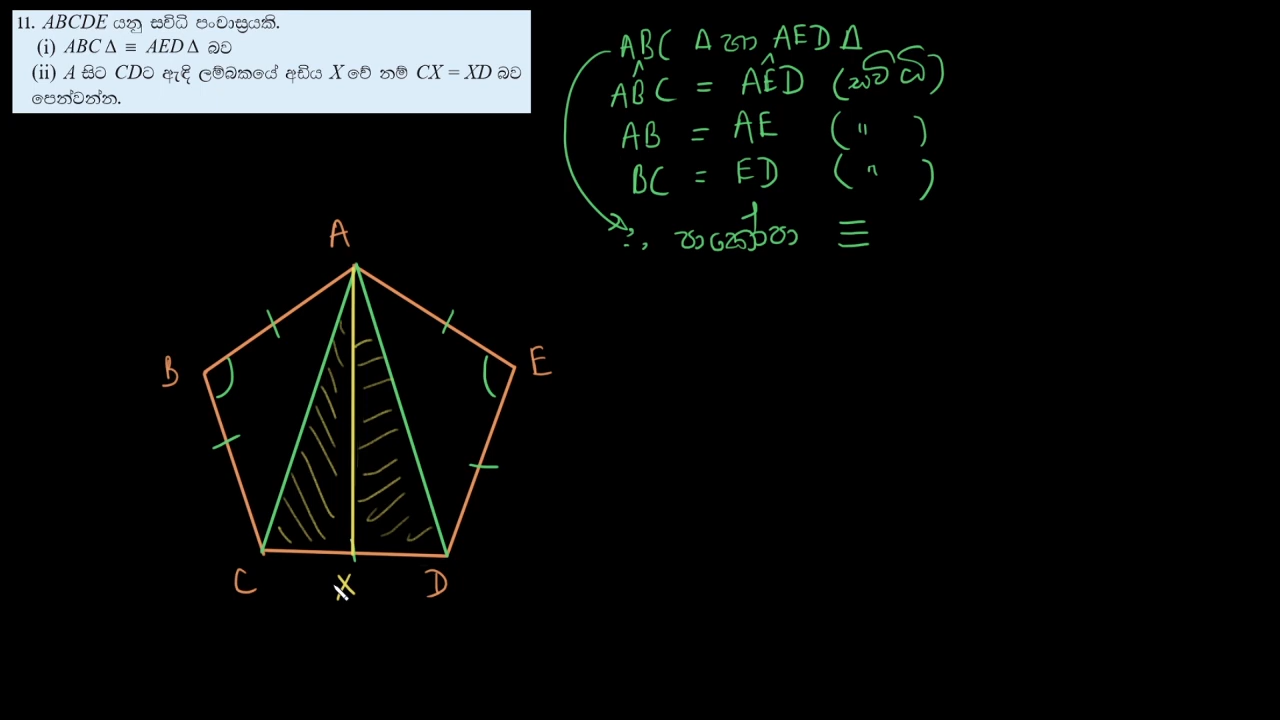 11. ABCDE යනු සවිධි පංචාස්‍රයකි.
(i) ABC Δ ≡ AED Δ බව
(ii) A සිට CDට ඇඳි ලම්බකයේ අඩිය X වේ නම් CX = XD බව
පෙන්වන්න.
ABC Δ හා AED Δ
AB̂C = AÊD (සවිධි)
AB = AE ( " )
BC = ED ( " )
∴ පාකෝපා ≡
A
B
E
C
X
D